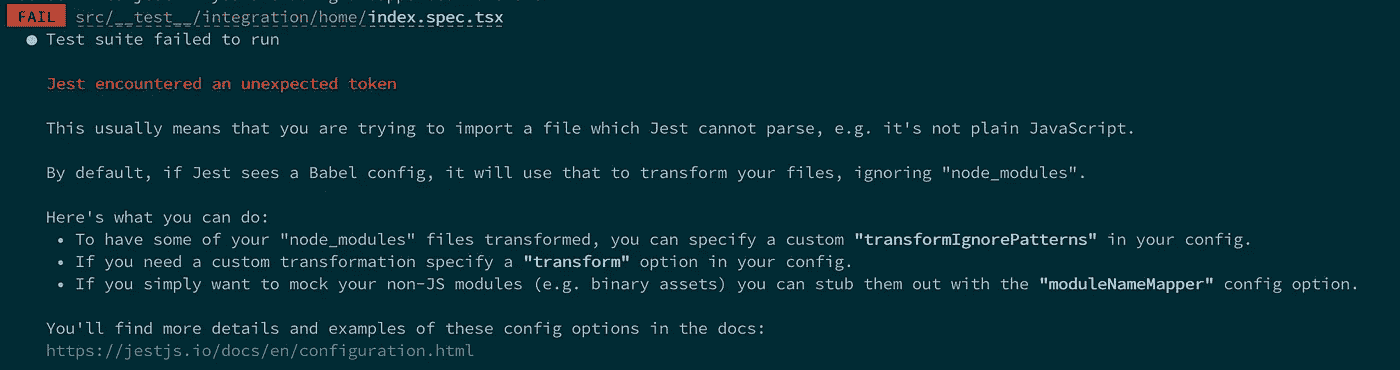 FAIL src/__test__/integration/home/index.spec.tsx
● Test suite failed to run
Jest encountered an unexpected token
This usually means that you are trying to import a file which Jest cannot parse, e.g. it's not plain JavaScript.
By default, if Jest sees a Babel config, it will use that to transform your files, ignoring "node_modules".
Here's what you can do:
• To have some of your "node_modules" files transformed, you can specify a custom "transformIgnorePatterns" in your config.
• If you need a custom transformation specify a "transform" option in your config.
• If you simply want to mock your non-JS modules (e.g. binary assets) you can stub them out with the "moduleNameMapper" config option.
You'll find more details and examples of these config options in the docs:
https://jestjs.io/docs/en/configuration.html